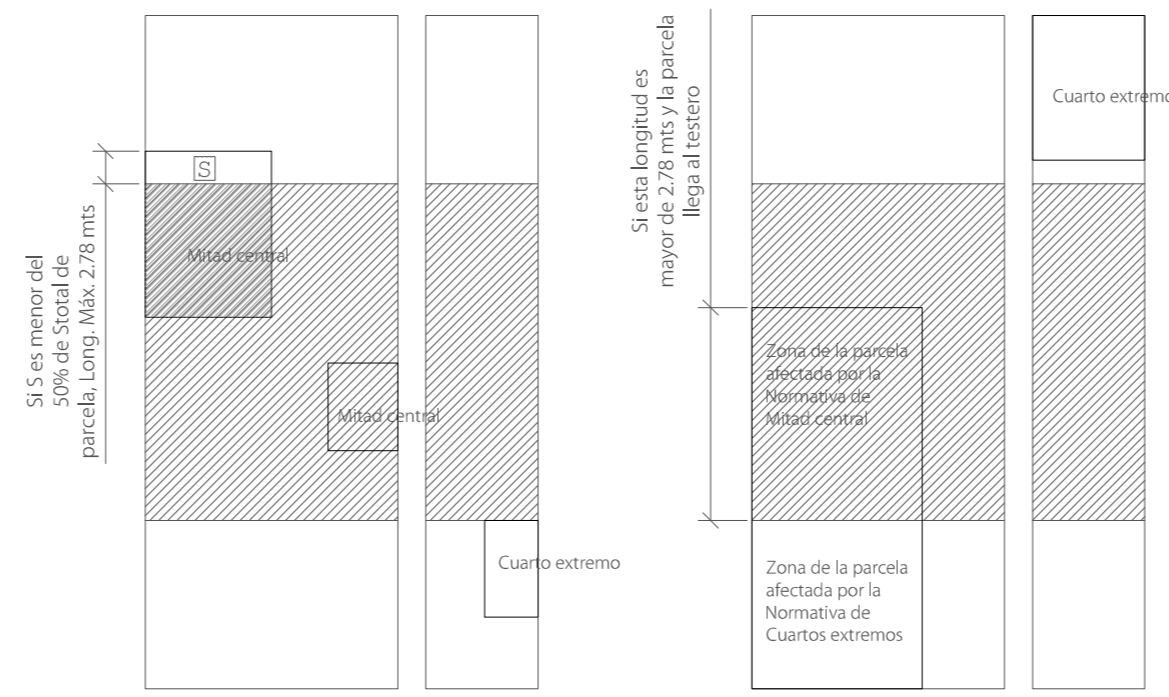 Si S es menor del
50% de Stotal de
parcela, Long. Máx. 2.78 mts
S
Mitad central
Mitad central
Cuarto extremo
Si esta longitud es
mayor de 2.78 mts y la parcela
llega al testero
Cuarto extremo
Zona de la parcela
afectada por la
Normativa de
Mitad central
Zona de la parcela
afectada por la
Normativa de
Cuartos extremos